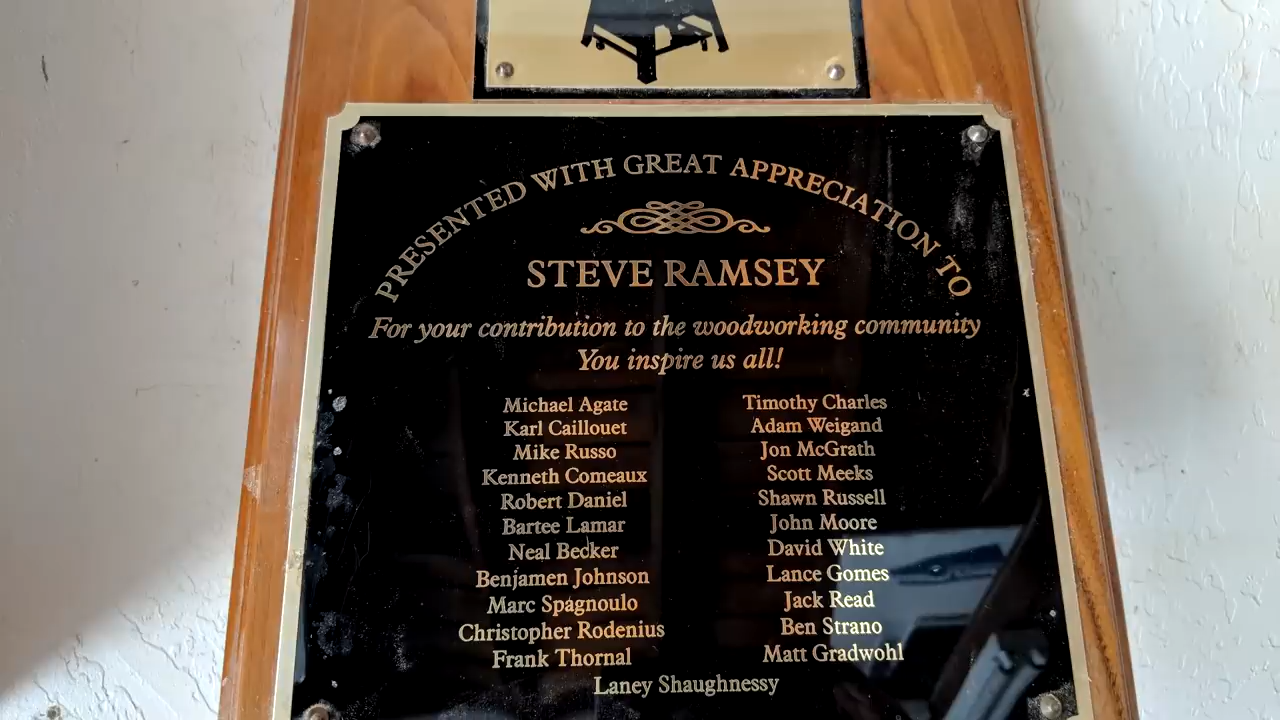 PRESENTED WITH GREAT APPRECIATION TO
STEVE RAMSEY
For your contribution to the woodworking community
You inspire us all!
Michael Agate
Karl Caillouet
Mike Russo
Kenneth Comeaux
Robert Daniel
Bartee Lamar
Neal Becker
Benjamen Johnson
Marc Spagnoulo
Christopher Rodenius
Frank Thornal
Timothy Charles
Adam Weigand
Jon McGrath
Scott Meeks
Shawn Russell
John Moore
David White
Lance Gomes
Jack Read
Ben Strano
Matt Gradwohl
Laney Shaughnessy